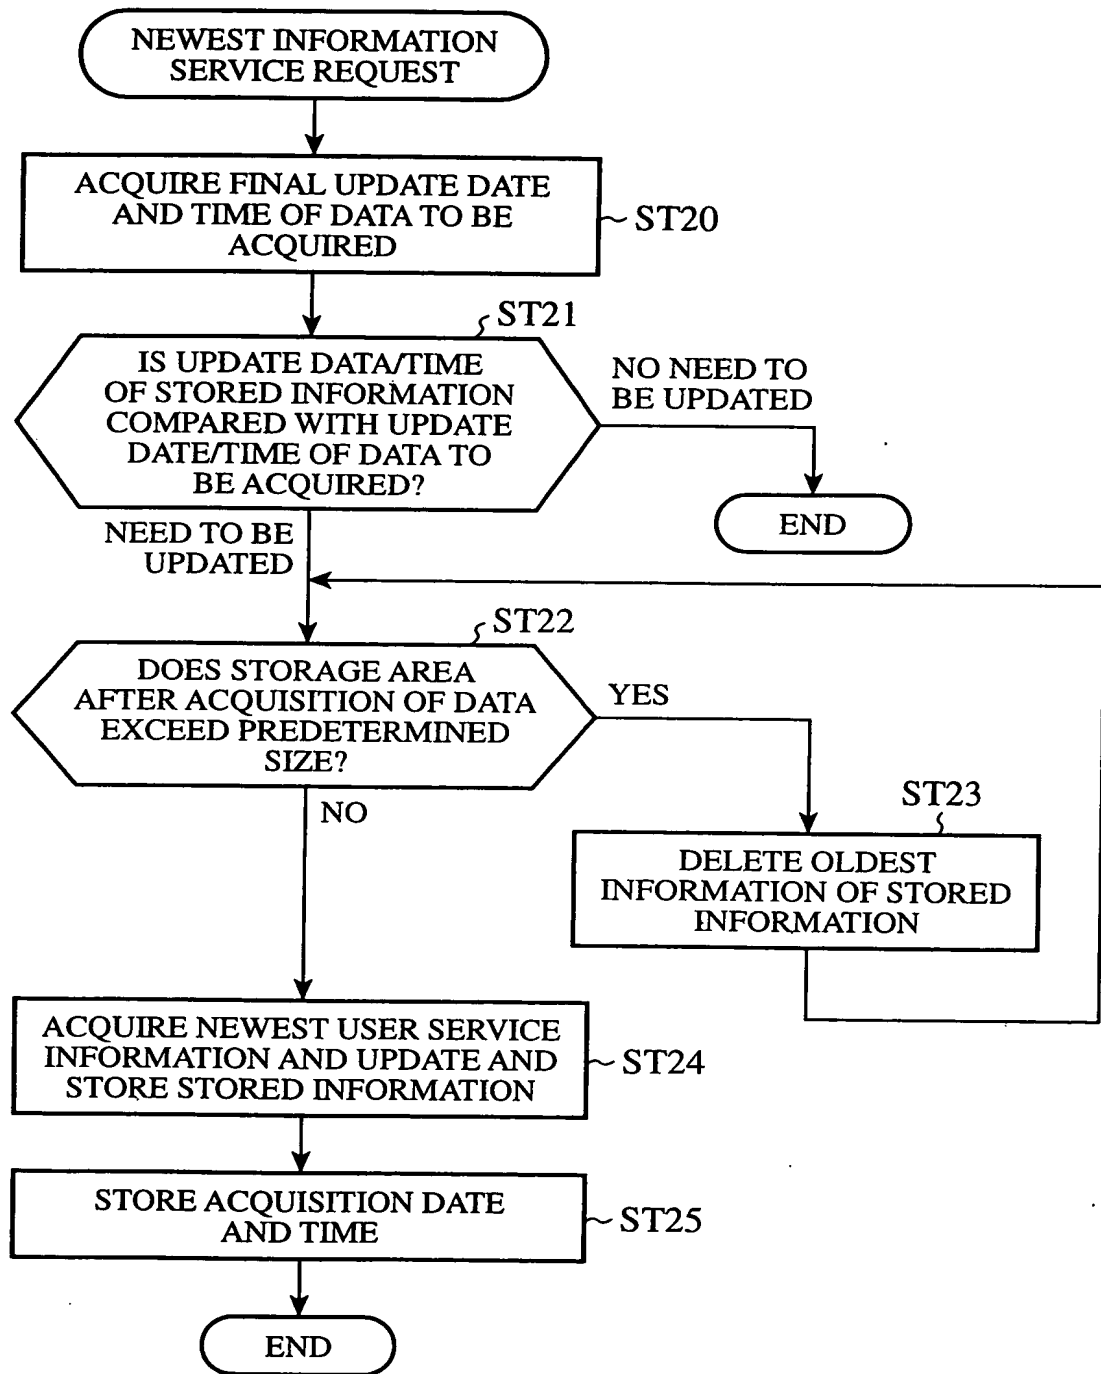 NEWEST INFORMATION
SERVICE REQUEST
ACQUIRE FINAL UPDATE DATE
AND TIME OF DATA TO BE
ACQUIRED
ST20
ST21
IS UPDATE DATA/TIME
OF STORED INFORMATION
COMPARED WITH UPDATE
DATE/TIME OF DATA TO
BE ACQUIRED?
NO NEED TO
BE UPDATED
END
NEED TO BE
UPDATED
ST22
DOES STORAGE AREA
AFTER ACQUISITION OF DATA
EXCEED PREDETERMINED
SIZE?
YES
NO
ST23
DELETE OLDEST
INFORMATION OF STORED
INFORMATION
ACQUIRE NEWEST USER SERVICE
INFORMATION AND UPDATE AND
STORE STORED INFORMATION
ST24
STORE ACQUISITION DATE
AND TIME
ST25
END